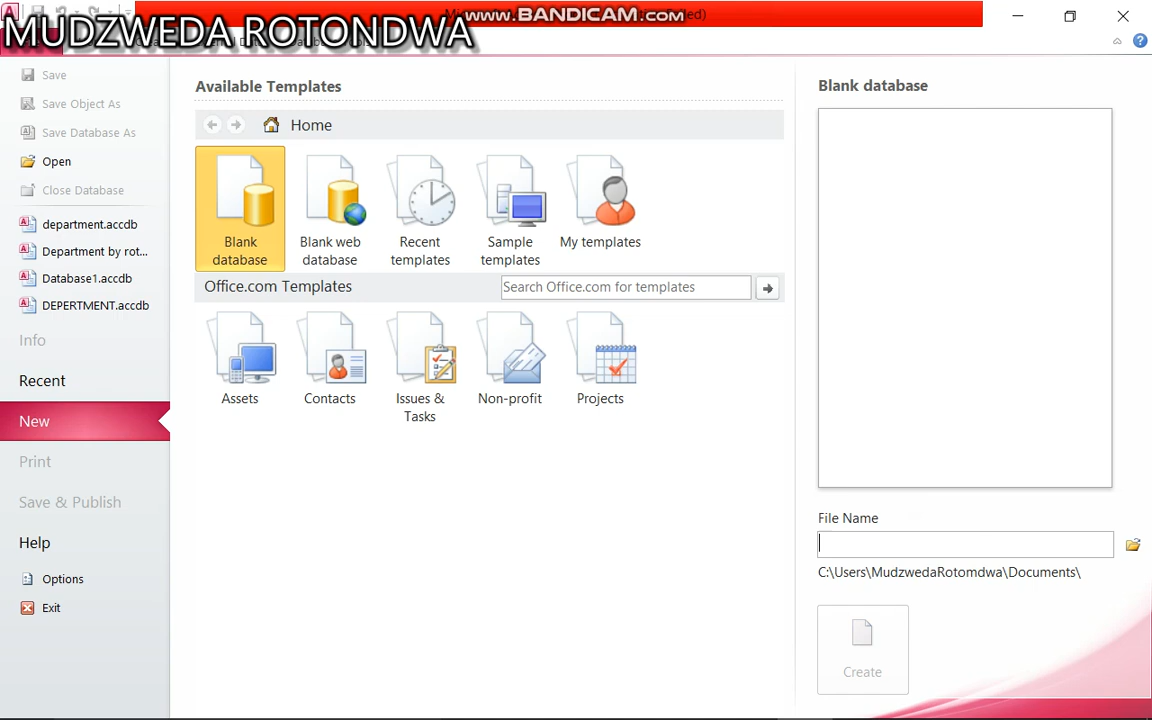 www.BANDICAM.com
MUDZWEDA ROTONDWA
Save
Save Object As
Save Database As
Open
Close Database
department.accdb
Department by rot...
Database1.accdb
DEPERTMENT.accdb
Info
Recent
New
Print
Save & Publish
Help
Options
Exit
Available Templates
Home
Blank
database
Blank web
database
Recent
templates
Sample
templates
My templates
Office.com Templates
Search Office.com for templates
Assets
Contacts
Issues &
Tasks
Non-profit
Projects
Blank database
File Name
C:\Users\MudzwedaRotomdwa\Documents\
Create